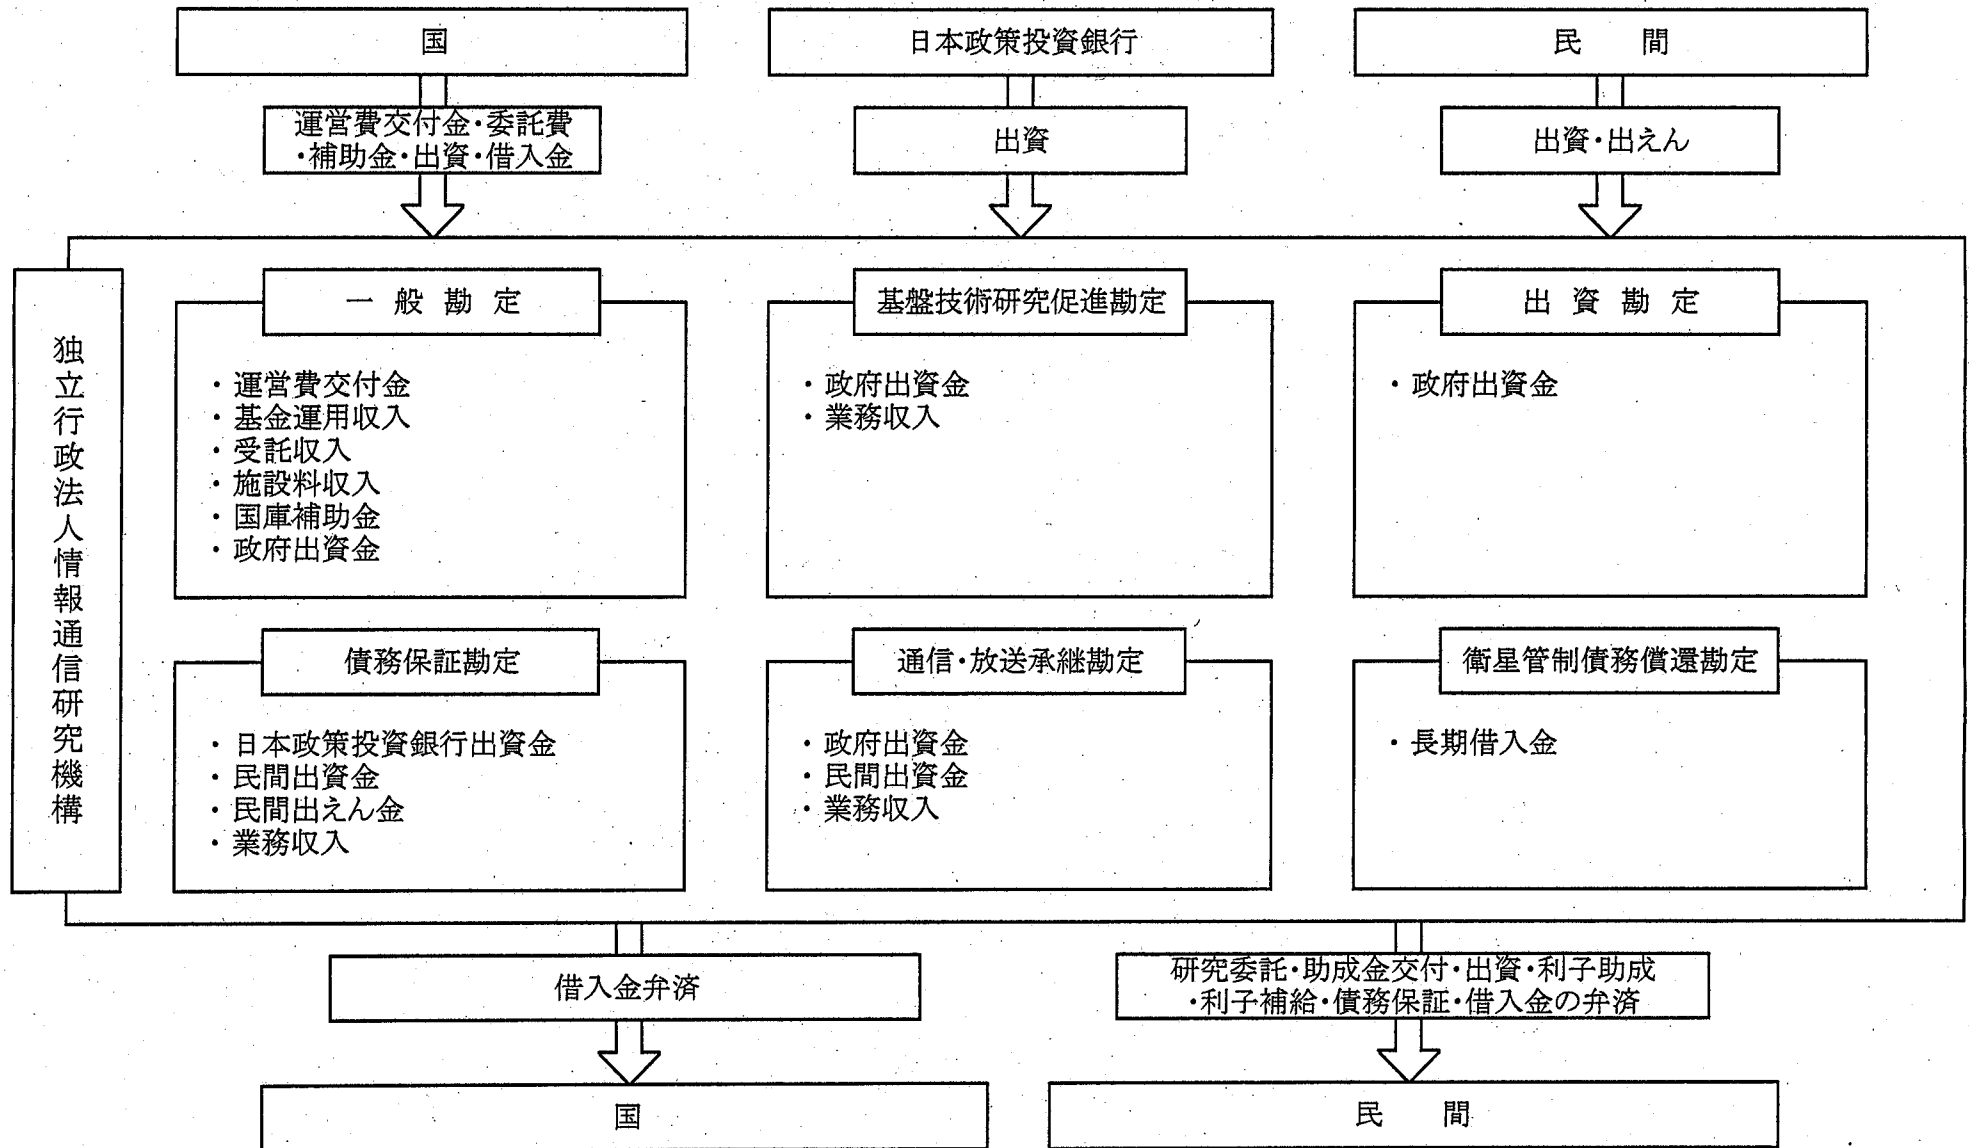 国
日本政策投資銀行
民　間
運営費交付金・委託費
・補助金・出資・借入金
出資
出資・出えん
独立行政法人情報通信研究機構
一般勘定
・運営費交付金
・基金運用収入
・受託収入
・施設料収入
・国庫補助金
・政府出資金
基盤技術研究促進勘定
・政府出資金
・業務収入
出資勘定
・政府出資金
債務保証勘定
・日本政策投資銀行出資金
・民間出資金
・民間出えん金
・業務収入
通信・放送承継勘定
・政府出資金
・民間出資金
・業務収入
衛星管制債務償還勘定
・長期借入金
借入金弁済
研究委託・助成金交付・出資・利子助成
・利子補給・債務保証・借入金の弁済
国
民　間